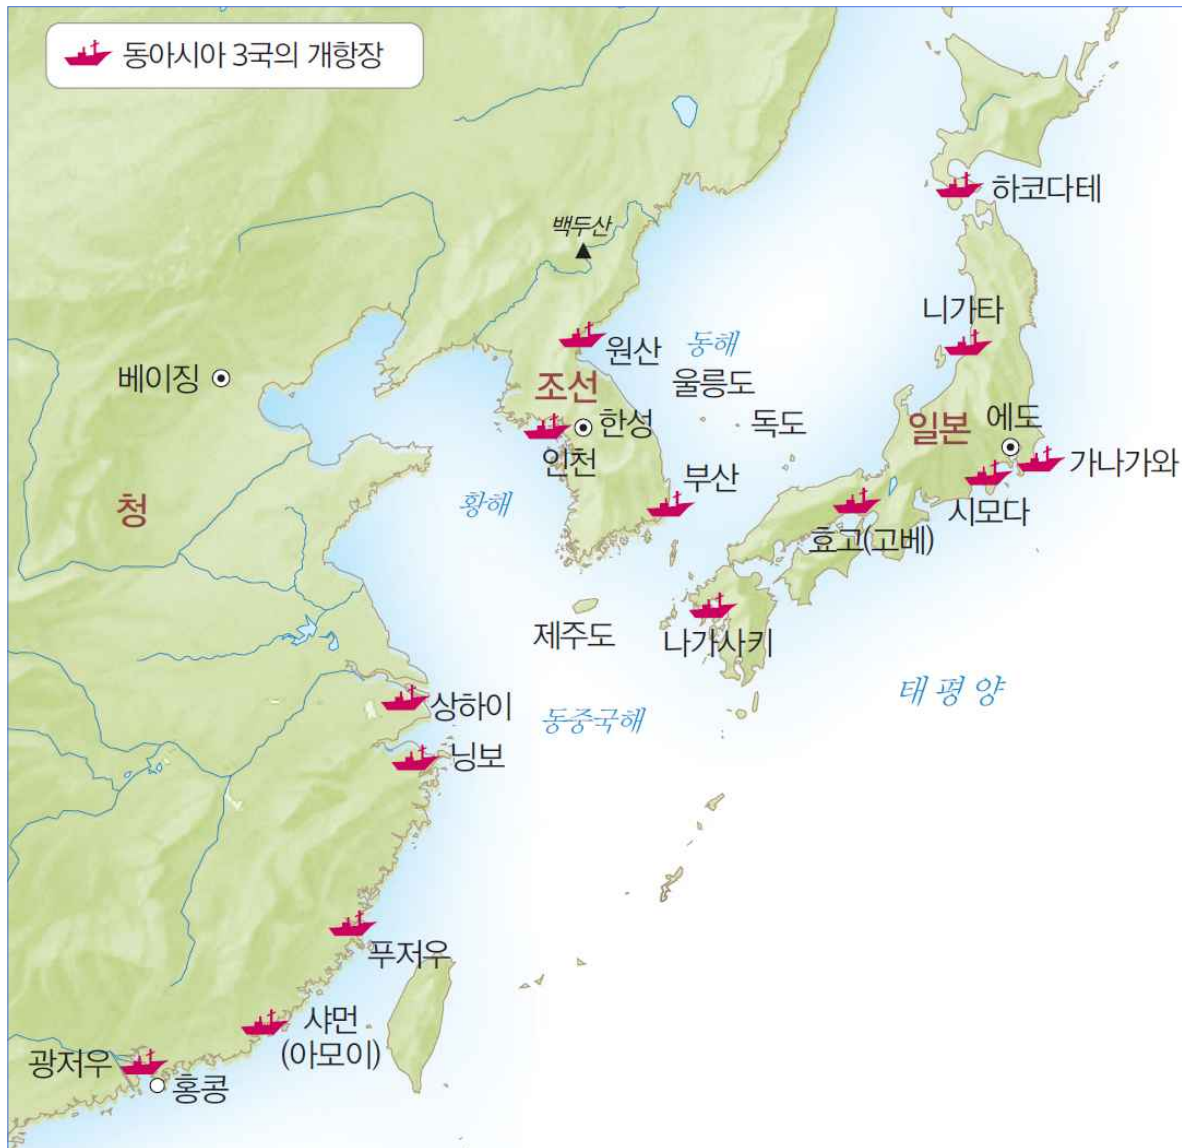 동아시아 3국의 개항장
하코다테
백두산
니가타
원산
동해
베이징
조선
울릉도
에도
한성
독도
일본
인천
가나가와
부산
청
황해
시모다
효고(고베)
제주도
나가사키
태평양
상하이
동중국해
닝보
푸저우
샤먼
(아모이)
광저우
홍콩